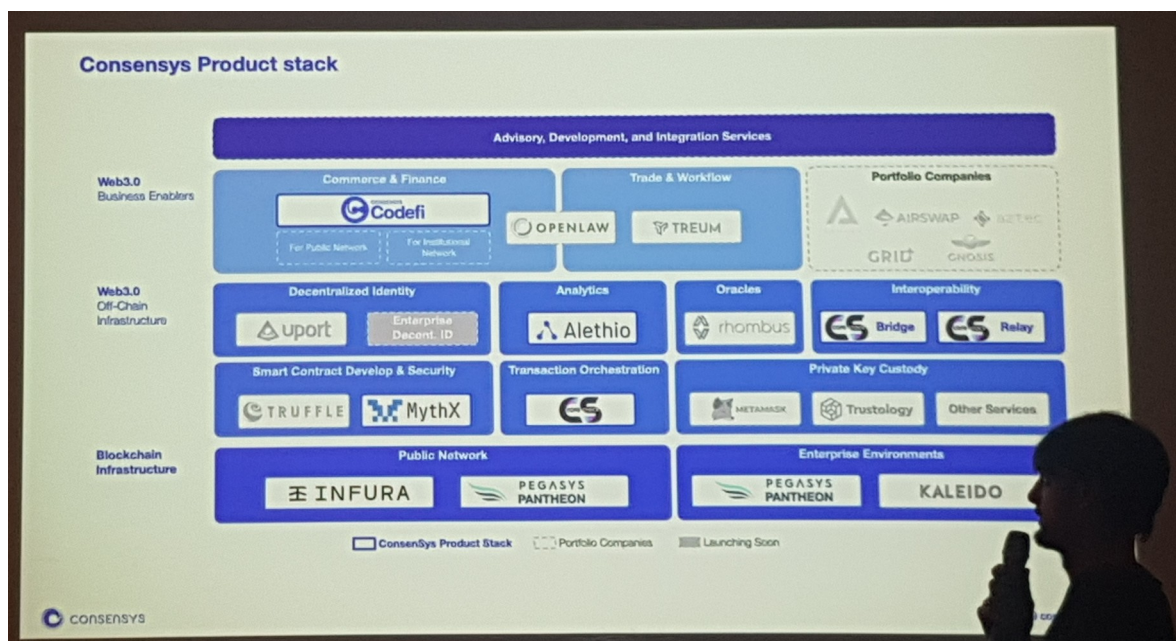 Consensys Product stack
Advisory, Development, and Integration Services
Web3.0
Business Enablers
Commerce & Finance
Codefi
For Public Network
For Institutional
Network
OPENLAW
Trade & Workflow
TREUM
Portfolio Companies
AIRSWAP
aztec
GRID+
GNOSIS
Web3.0
Off-Chain
Infrastructure
Decentralized Identity
uport
Enterprise
Decent. ID
Analytics
Alethio
Oracles
rhombus
Interoperability
Bridge
Relay
Smart Contract Develop & Security
TRUFFLE
MythX
Transaction Orchestration
Private Key Custody
METAMASK
Trustology
Other Services
Blockchain
Infrastructure
Public Network
INFURA
PEGASYS
PANTHEON
Enterprise Environments
PEGASYS
PANTHEON
KALEIDO
ConsenSys Product Stack
Portfolio Companies
Launching Soon
CONSENSYS